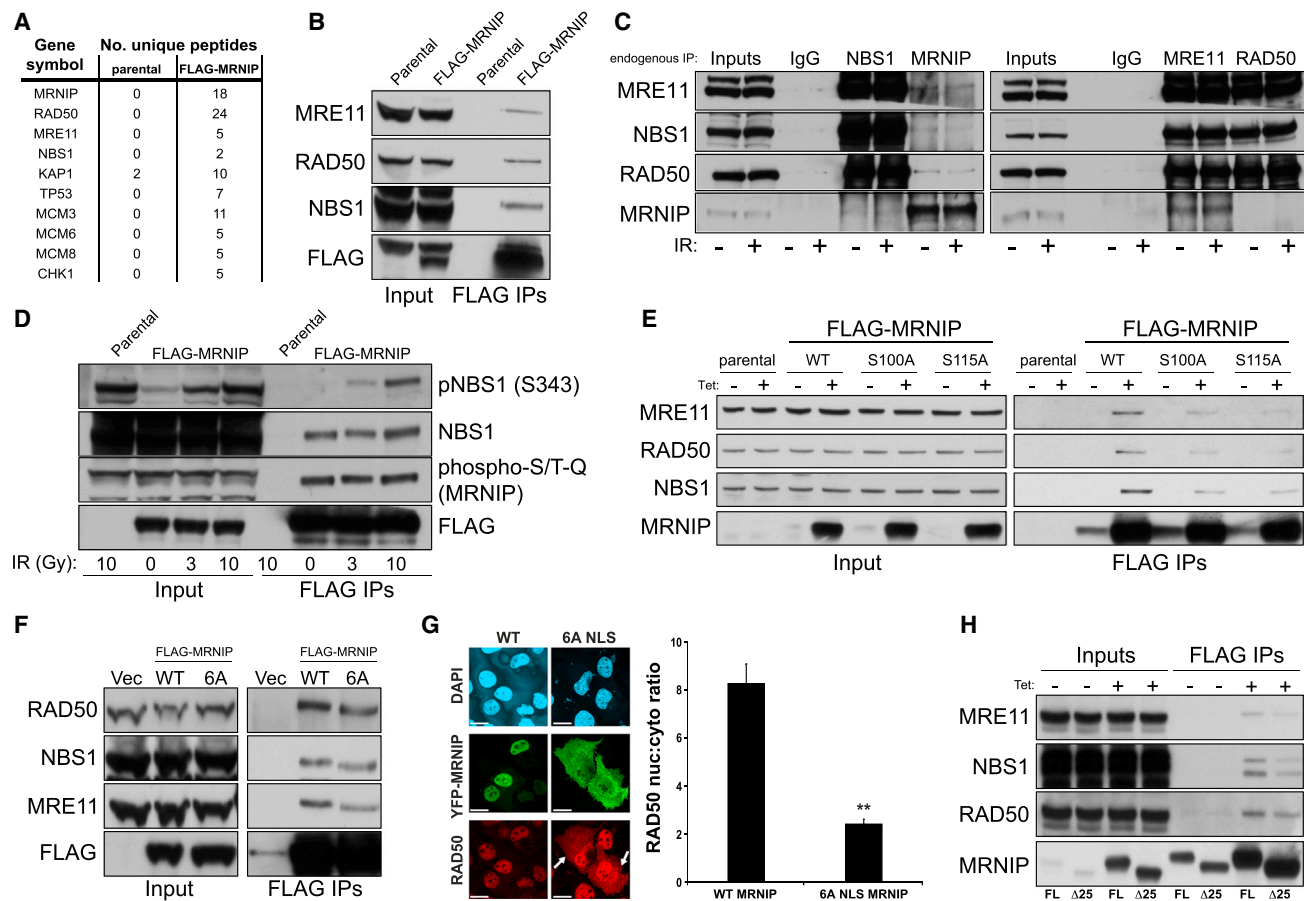 A
Gene symbol
No. unique peptides
parental FLAG-MRNIP
MRNIP 0 18
RAD50 0 24
MRE11 0 5
NBS1 0 2
KAP1 2 10
TP53 0 7
MCM3 0 11
MCM6 0 5
MCM8 0 5
CHK1 0 5
B
Parental FLAG-MRNIP Parental FLAG-MRNIP
MRE11
RAD50
NBS1
FLAG
Input FLAG IPs
C
endogenous IP: Inputs IgG NBS1 MRNIP Inputs IgG MRE11 RAD50
MRE11
NBS1
RAD50
MRNIP
IR: - + - + - + - + - + - + - + - +
D
Parental FLAG-MRNIP Parental FLAG-MRNIP
pNBS1 (S343)
NBS1
phospho-S/T-Q
(MRNIP)
FLAG
IR (Gy): 10 0 3 10 10 0 3 10
Input FLAG IPs
E
FLAG-MRNIP FLAG-MRNIP
parental WT S100A S115A parental WT S100A S115A
Tet: - + - + - + - + - + - + - + - +
MRE11
RAD50
NBS1
MRNIP
Input FLAG IPs
F
FLAG-MRNIP FLAG-MRNIP
Vec WT 6A Vec WT 6A
RAD50
NBS1
MRE11
FLAG
Input FLAG IPs
G
WT 6A NLS
DAPI
YFP-MRNIP
RAD50
RAD50 nuc:cyto ratio
10
8
6
4
2
0
**
WT MRNIP 6A NLS MRNIP
H
Inputs FLAG IPs
Tet: - - + + - - + +
MRE11
NBS1
RAD50
MRNIP
FL Δ25 FL Δ25 FL Δ25 FL Δ25